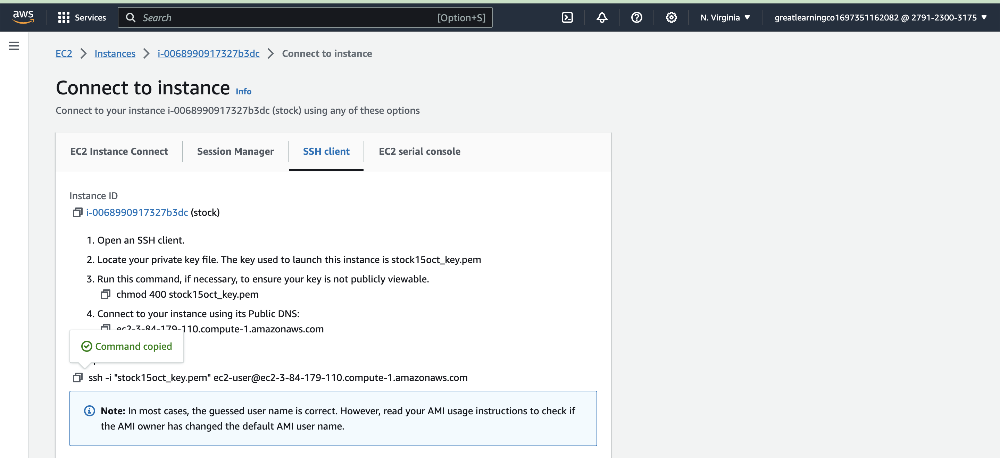 aws
Services
Search
[Option+S]
N. Virginia
greatlearningco1697351162082 @ 2791-2300-3175
EC2
Instances
i-0068990917327b3dc
Connect to instance
Connect to instance Info
Connect to your instance i-0068990917327b3dc (stock) using any of these options
EC2 Instance Connect
Session Manager
SSH client
EC2 serial console
Instance ID
i-0068990917327b3dc (stock)
1. Open an SSH client.
2. Locate your private key file. The key used to launch this instance is stock15oct_key.pem
3. Run this command, if necessary, to ensure your key is not publicly viewable.
chmod 400 stock15oct_key.pem
4. Connect to your instance using its Public DNS:
ec2-3-84-179-110.compute-1.amazonaws.com
Command copied
ssh -i "stock15oct_key.pem" ec2-user@ec2-3-84-179-110.compute-1.amazonaws.com
Note: In most cases, the guessed user name is correct. However, read your AMI usage instructions to check if
the AMI owner has changed the default AMI user name.